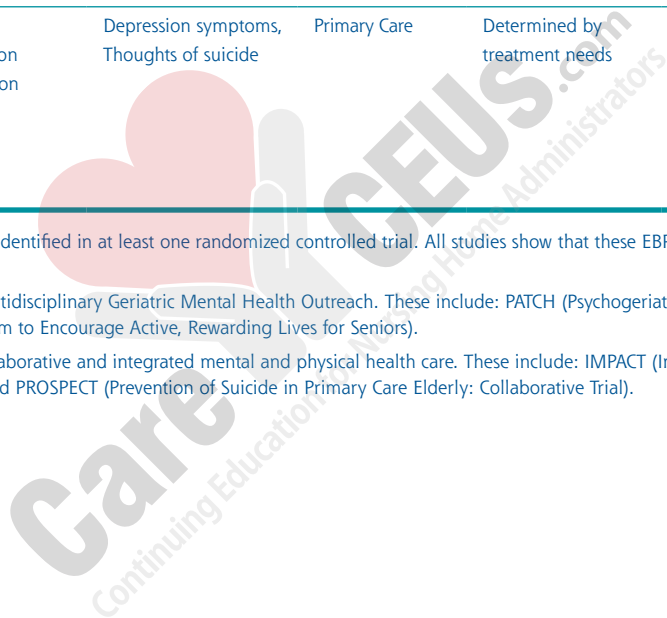 Depression symptoms, Primary Care Determined by
on Thoughts of suicide treatment needs
on
dentified in at least one randomized controlled trial. All studies show that these EBP
tidisciplinary Geriatric Mental Health Outreach. These include: PATCH (Psychogeriat
m to Encourage Active, Rewarding Lives for Seniors).
aborative and integrated mental and physical health care. These include: IMPACT (In
d PROSPECT (Prevention of Suicide in Primary Care Elderly: Collaborative Trial).
Care CEUS.com
Continuing Education for Nursing Home Administrators